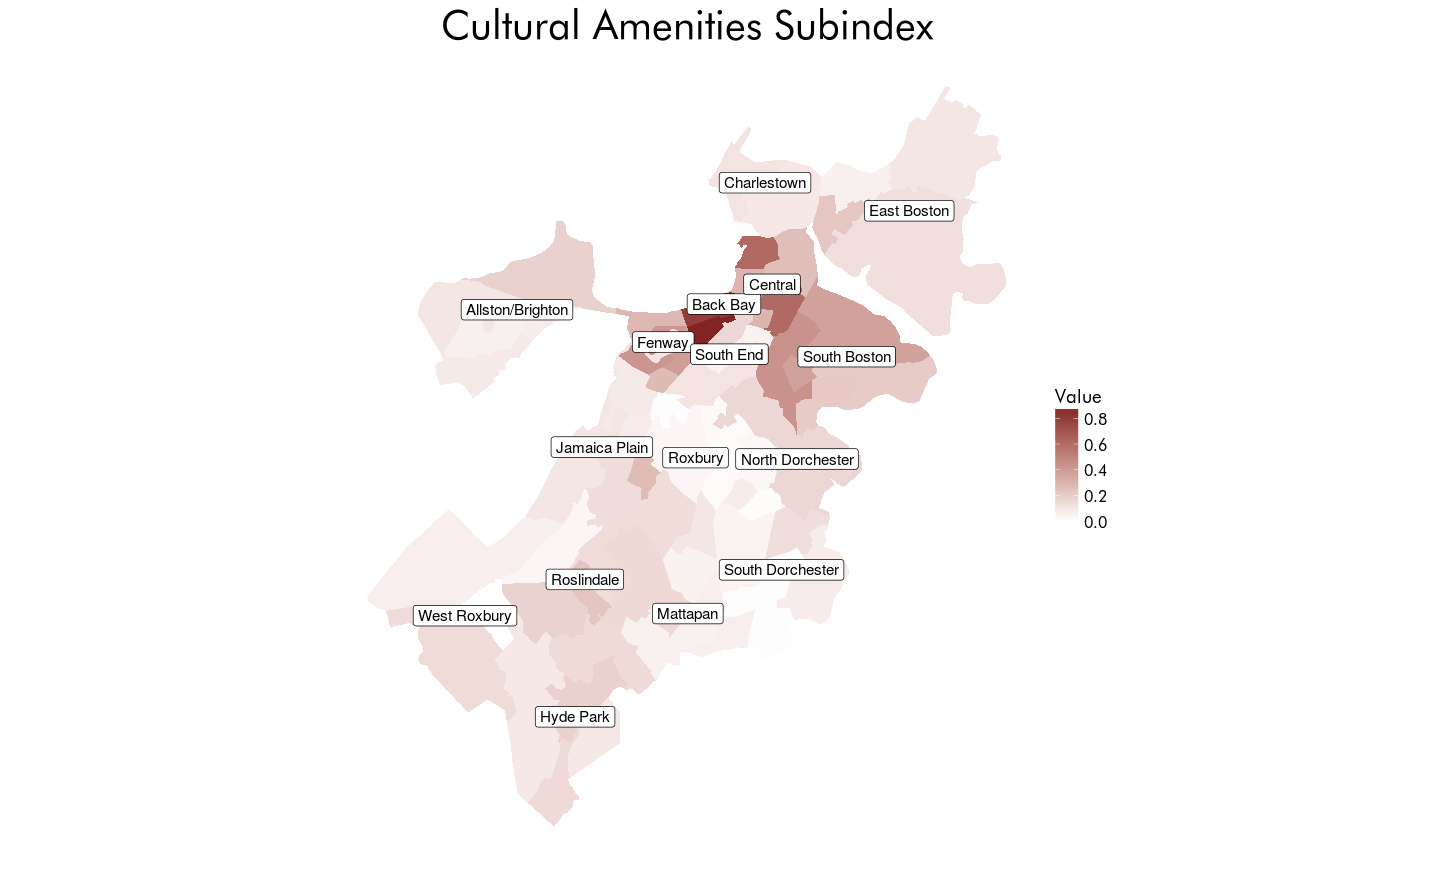 Cultural Amenities Subindex
Charlestown
East Boston
Central
Back Bay
Allston/Brighton
Fenway
South End
South Boston
Value
0.8
0.6
0.4
0.2
0.0
Jamaica Plain
Roxbury
North Dorchester
South Dorchester
Roslindale
Mattapan
West Roxbury
Hyde Park